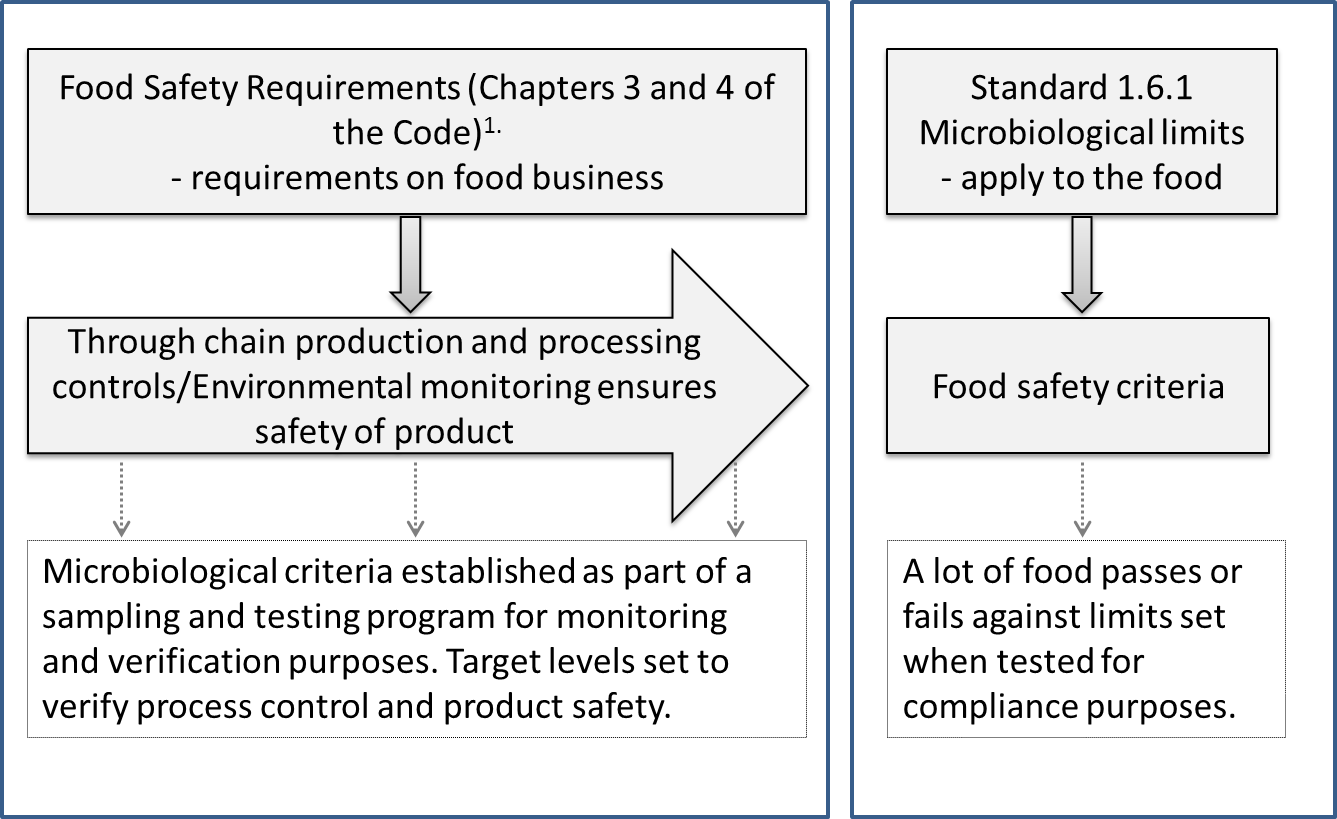 Food Safety Requirements (Chapters 3 and 4 of
the Code)1.
- requirements on food business
Through chain production and processing
controls/Environmental monitoring ensures
safety of product
Microbiological criteria established as part of a
sampling and testing program for monitoring
and verification purposes. Target levels set to
verify process control and product safety.
Standard 1.6.1
Microbiological limits
- apply to the food
Food safety criteria
A lot of food passes or
fails against limits set
when tested for
compliance purposes.